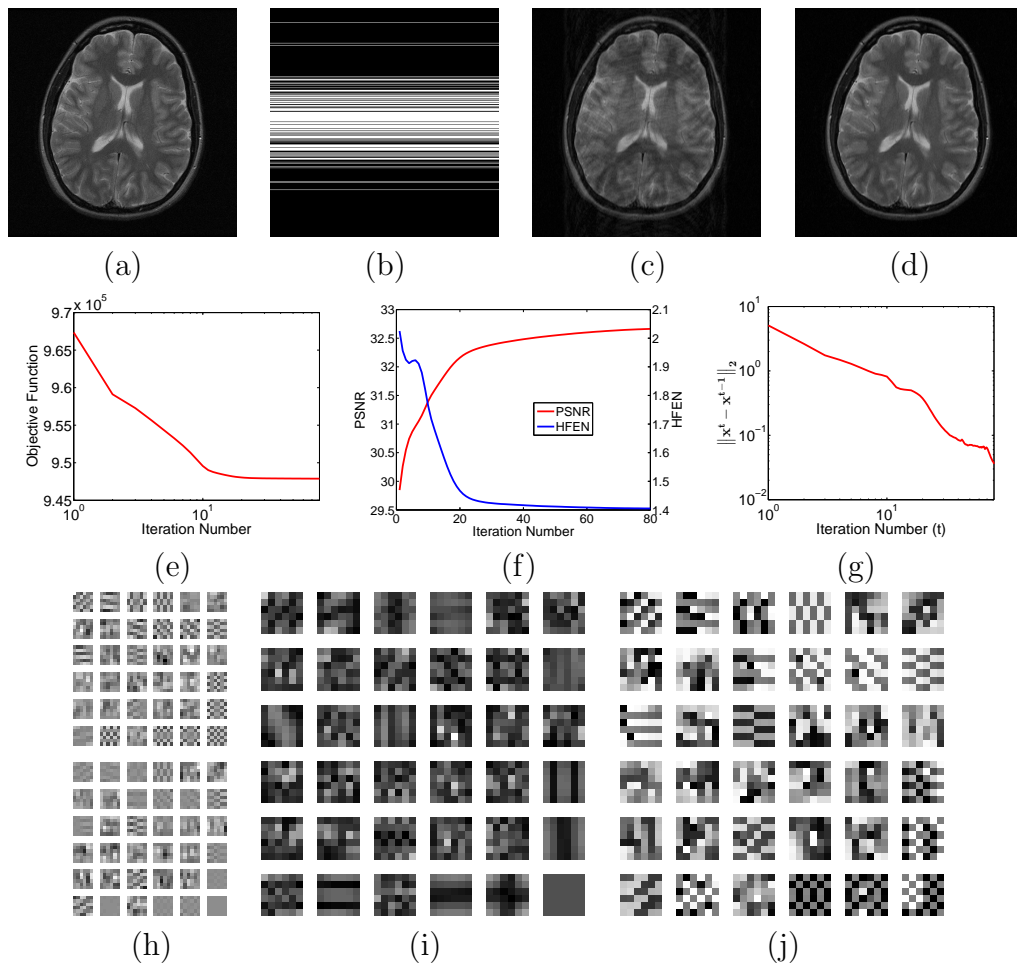 (a) (b) (c) (d)
x 10^5
9.7
9.65
9.6
9.55
9.5
9.45
10^0 10^1
Objective Function
Iteration Number
33
32.5
32
31.5
31
30.5
30
29.5
0 20 40 60 80
PSNR
Iteration Number
PSNR
HFEN
2.1
2
1.9
1.8
1.7
1.6
1.5
1.4
HFEN
10^1
10^0
10^-1
10^-2
10^0 10^1
||x^t − x^{t−1}||_2
Iteration Number (t)
(e) (f) (g)
(h) (i) (j)